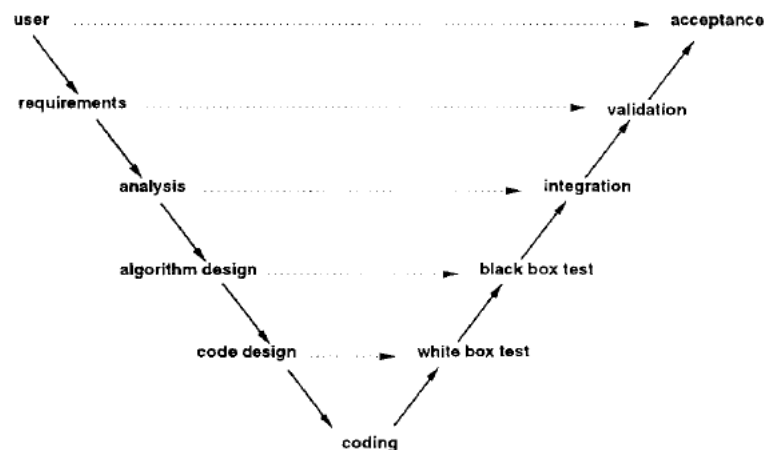 user acceptance
requirements validation
analysis integration
algorithm design black box test
code design white box test
coding